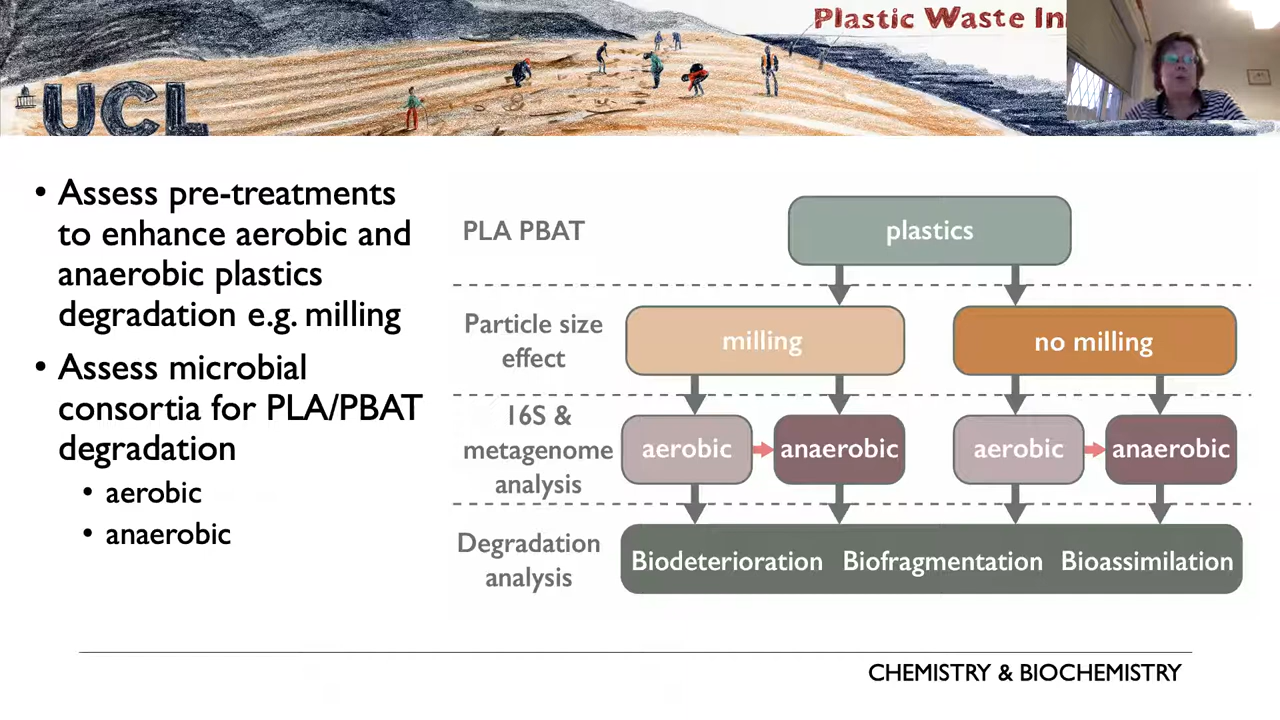 Plastic Waste In
UCL
• Assess pre-treatments
to enhance aerobic and
anaerobic plastics
degradation e.g. milling
• Assess microbial
consortia for PLA/PBAT
degradation
• aerobic
• anaerobic
PLA PBAT
plastics
Particle size
effect
milling
no milling
16S &
metagenome
analysis
aerobic
anaerobic
aerobic
anaerobic
Degradation
analysis
Biodeterioration Biofragmentation Bioassimilation
CHEMISTRY & BIOCHEMISTRY